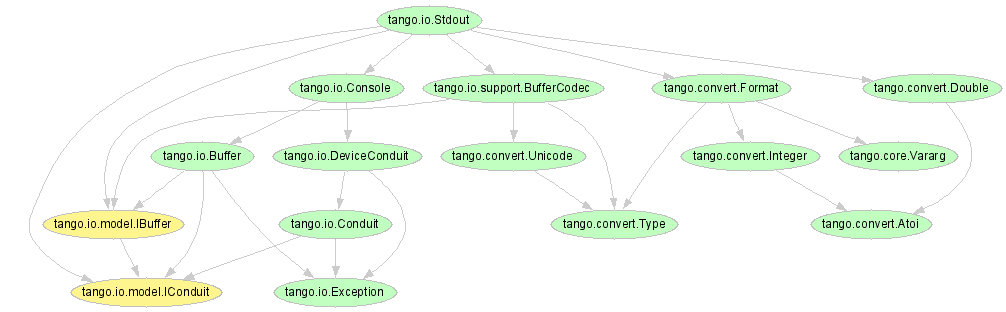 tango.io.Stdout
tango.io.Console
tango.io.support.BufferCodec
tango.convert.Format
tango.convert.Double
tango.io.Buffer
tango.io.DeviceConduit
tango.convert.Unicode
tango.convert.Integer
tango.core.Vararg
tango.io.model.IBuffer
tango.io.Conduit
tango.convert.Type
tango.convert.Atoi
tango.io.model.IConduit
tango.io.Exception